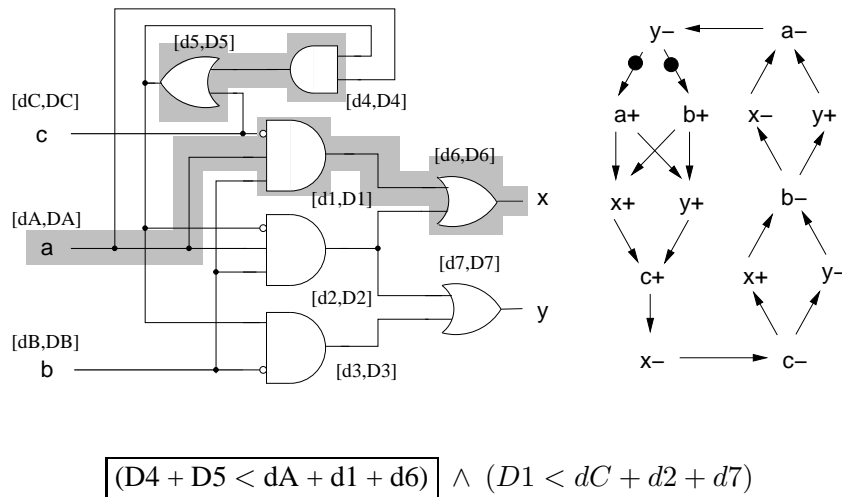 [d5,D5]
[d4,D4]
[dC,DC]
c
[d1,D1]
[d6,D6]
x
[dA,DA]
a
[d2,D2]
[d7,D7]
y
[dB,DB]
b
[d3,D3]
y− a−
a+ b+ x− y+
x+ y+ b−
c+ x+ y−
x− c−
(D4 + D5 < dA + d1 + d6) ∧ (D1 < dC + d2 + d7)